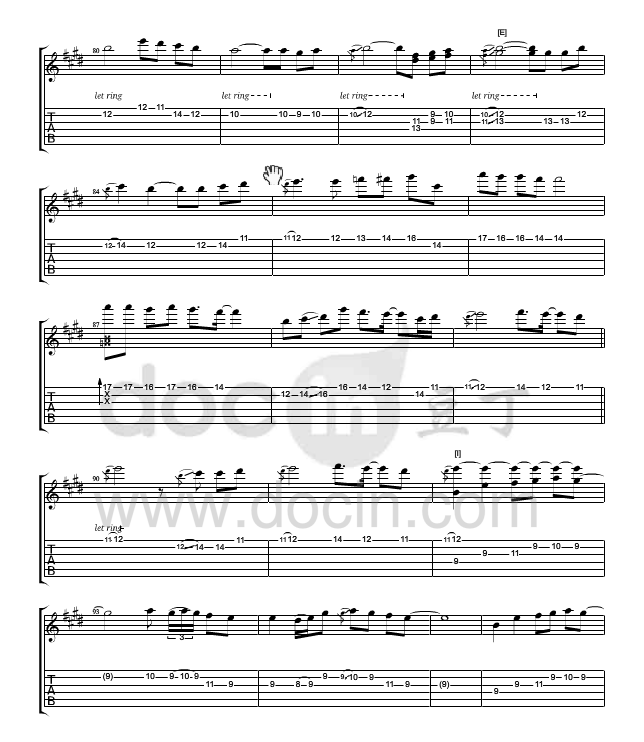 80 [E]
let ring let ring let ring let ring
12 12 11 14 12 10 10 9 10 10 12 9 10 10 12 12
11 9 11 11 13 13 13
13
84
12 14 12 12 14 11 11 12 12 13 14 16 14 17 16 16 14 14
87
17 17 16 17 16 14 12 14 16 16 14 12 14 11 11 12 14 12 11
X
X
docin 豆丁
www.docin.com
90 [I]
let ring
11 12 12 14 14 11 11 12 14 12 11 11 12
9 9 11 9 10 9
93
3
(9) 10 9 10 9 11 9 9 8 9 9 9 10 9 11 9 (9) 9 9 11 9 10 9